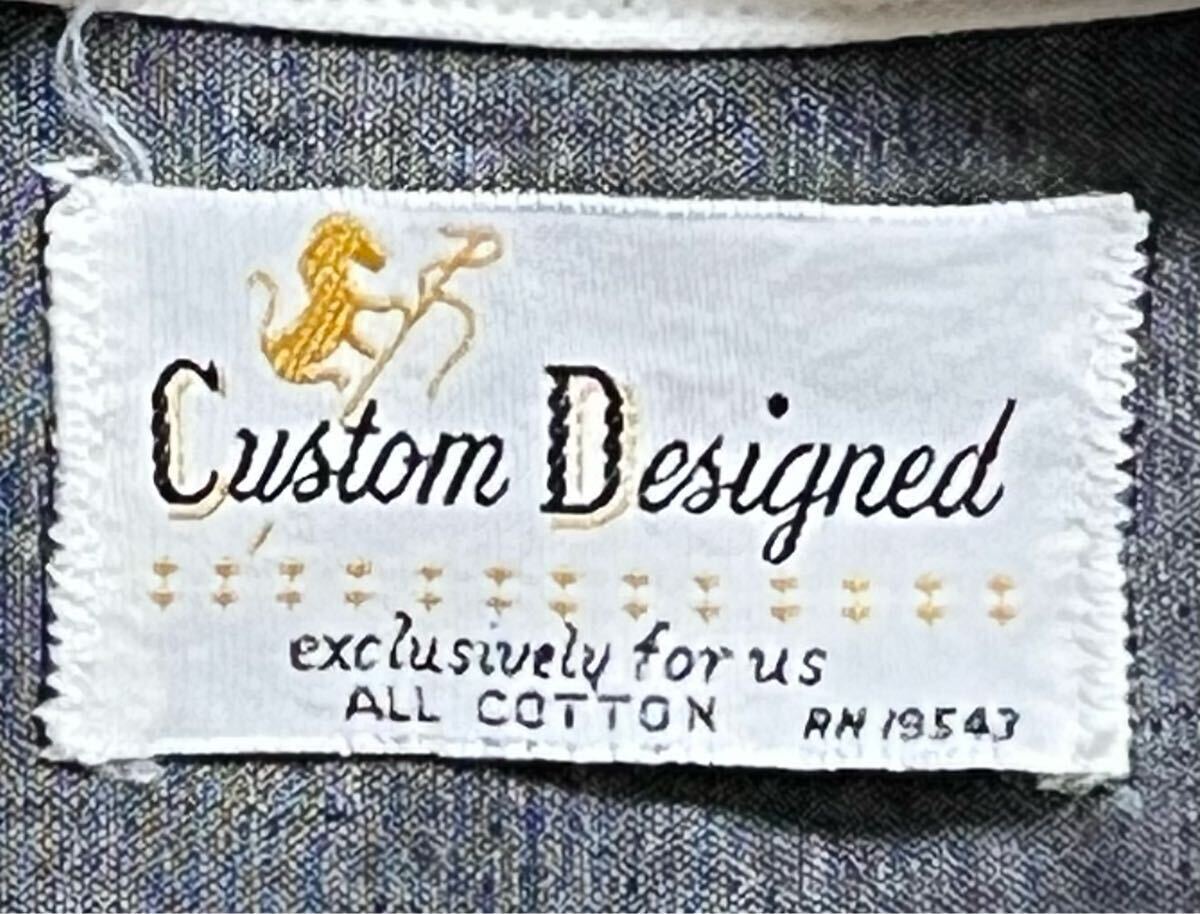 Custom Designed
exclusively for us
ALL COTTON RN 19543